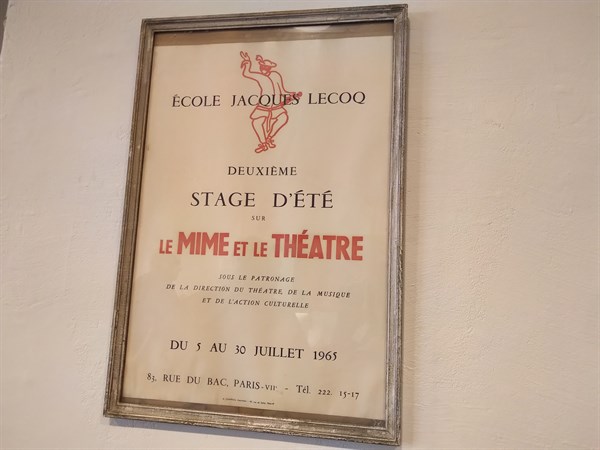 ÉCOLE JACQUES LECOQ
DEUXIÈME
STAGE D'ÉTÉ
SUR
LE MIME ET LE THÉATRE
SOUS LE PATRONAGE
DE LA DIRECTION DU THÉATRE, DE LA MUSIQUE
ET DE L'ACTION CULTURELLE
DU 5 AU 30 JUILLET 1965
83, RUE DU BAC, PARIS-VIIᵉ - Tél. 222. 15-17